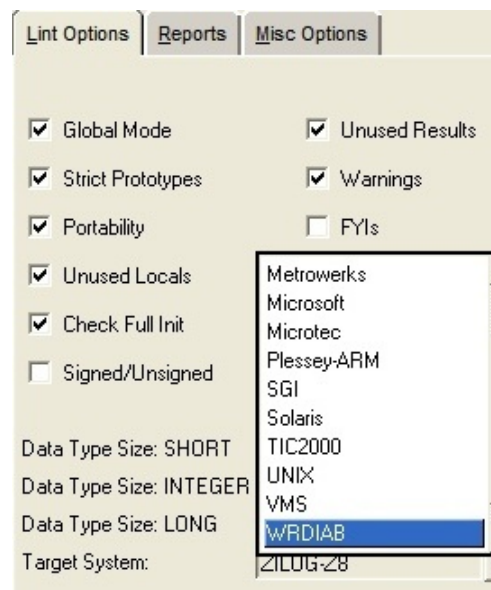 Lint Options Reports Misc Options
Global Mode Unused Results
Strict Prototypes Warnings
Portability FYIs
Unused Locals
Check Full Init
Signed/Unsigned
Metrowerks
Microsoft
Microtec
Plessey-ARM
SGI
Solaris
TIC2000
UNIX
VMS
WRDIAB
Data Type Size: SHORT
Data Type Size: INTEGER
Data Type Size: LONG
Target System: ZILOG-Z8